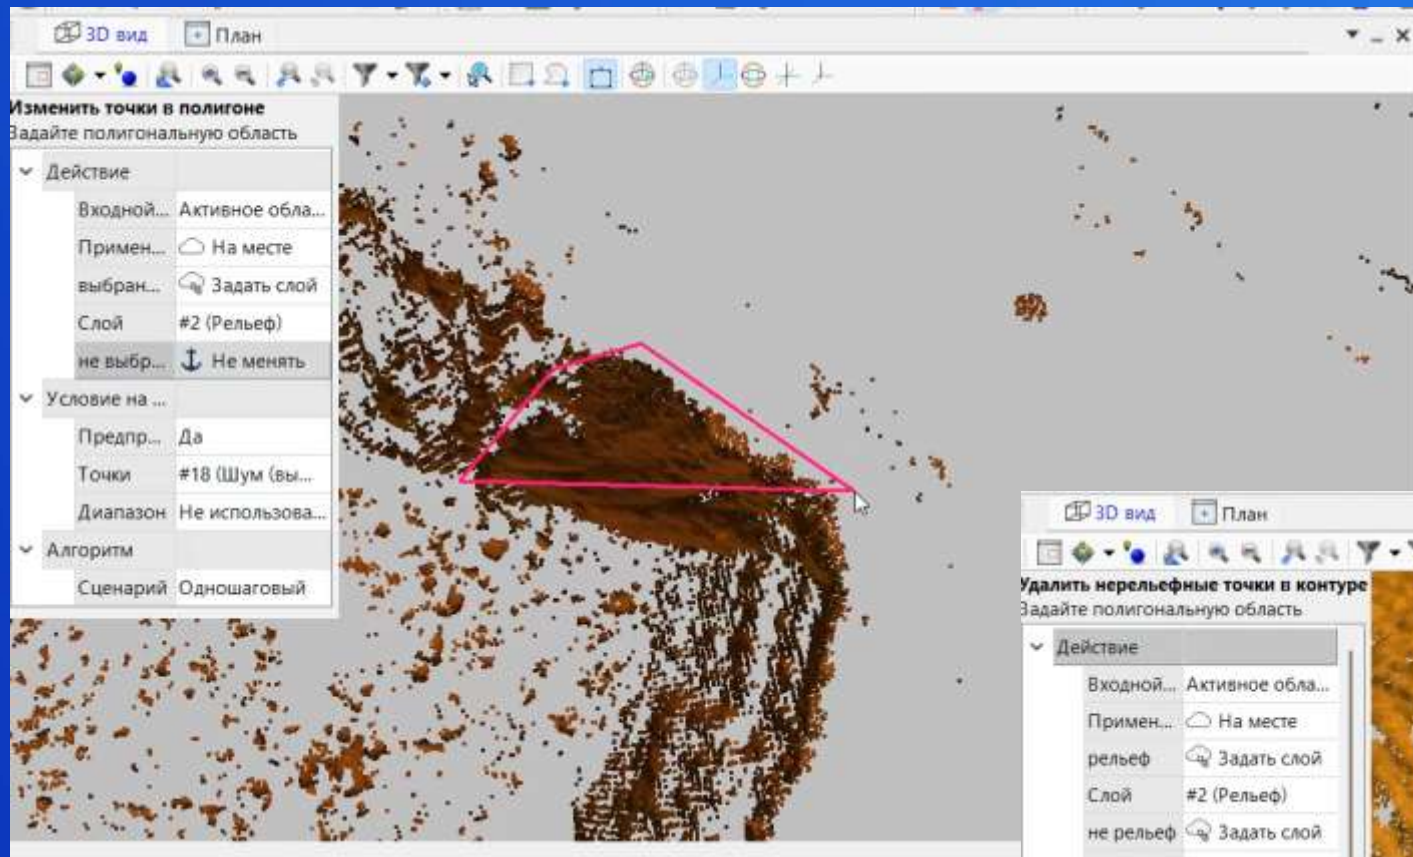 3D вид
План
Изменить точки в полигоне
Задайте полигональную область
Действие
Входной... Активное обла...
Примен... На месте
выбран... Задать слой
Слой #2 (Рельеф)
не выбр... Не менять
Условие на ...
Предпр... Да
Точки #18 (Шум (вы...
Диапазон Не использова...
Алгоритм
Сценарий Одношаговый
3D вид
План
Удалить нерельефные точки в контуре
Задайте полигональную область
Действие
Входной... Активное обла...
Примен... На месте
рельеф Задать слой
Слой #2 (Рельеф)
не рельеф Задать слой